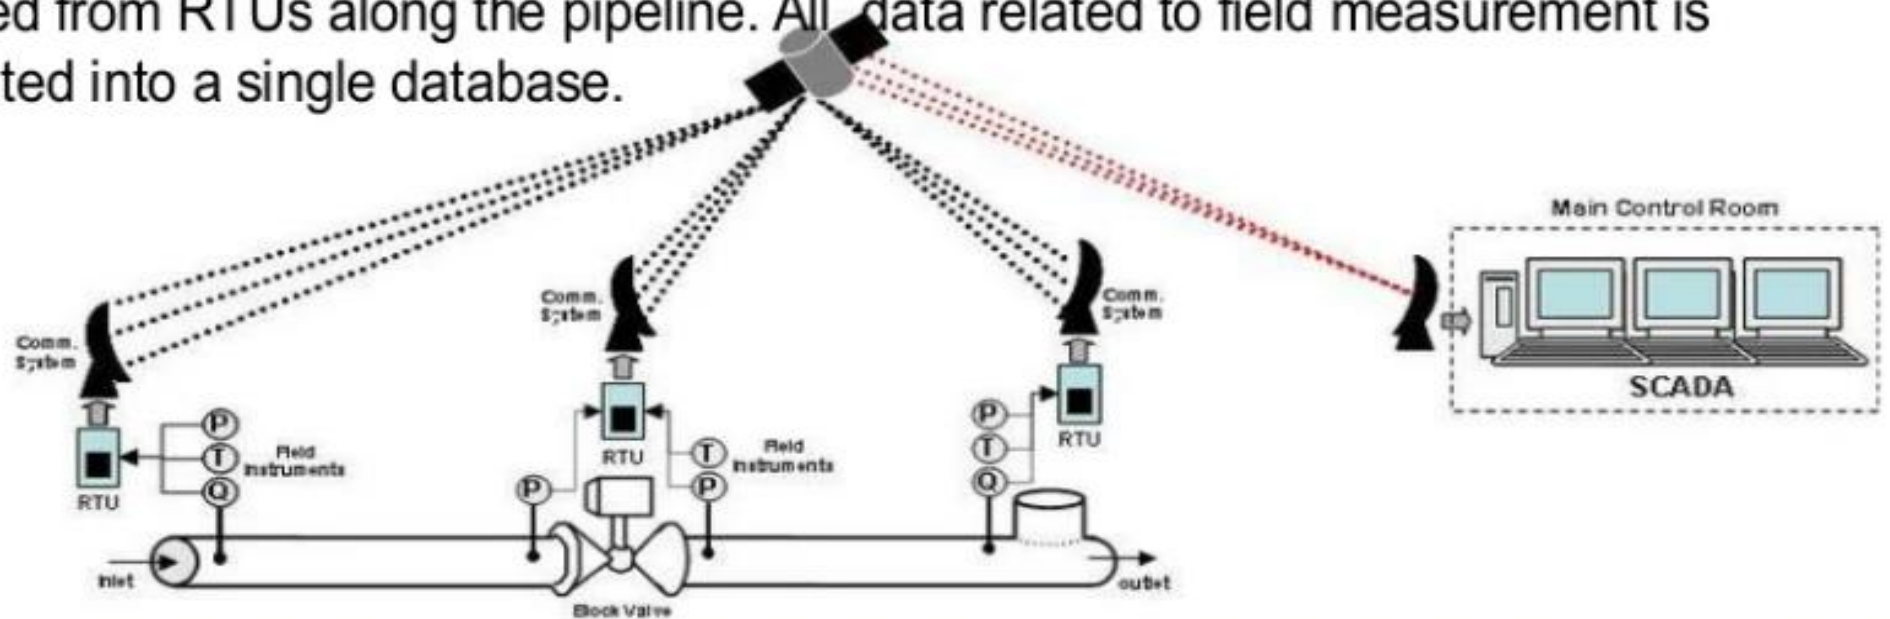 ed from RTUs along the pipeline. All data related to field measurement is
ted into a single database.
Main Control Room
Comm.
System
Comm.
System
Comm.
System
SCADA
P
T
Q
Field
Instruments
RTU
P
RTU
T
P
Field
Instruments
P
T
Q
RTU
Inlet
Block Valve
outlet